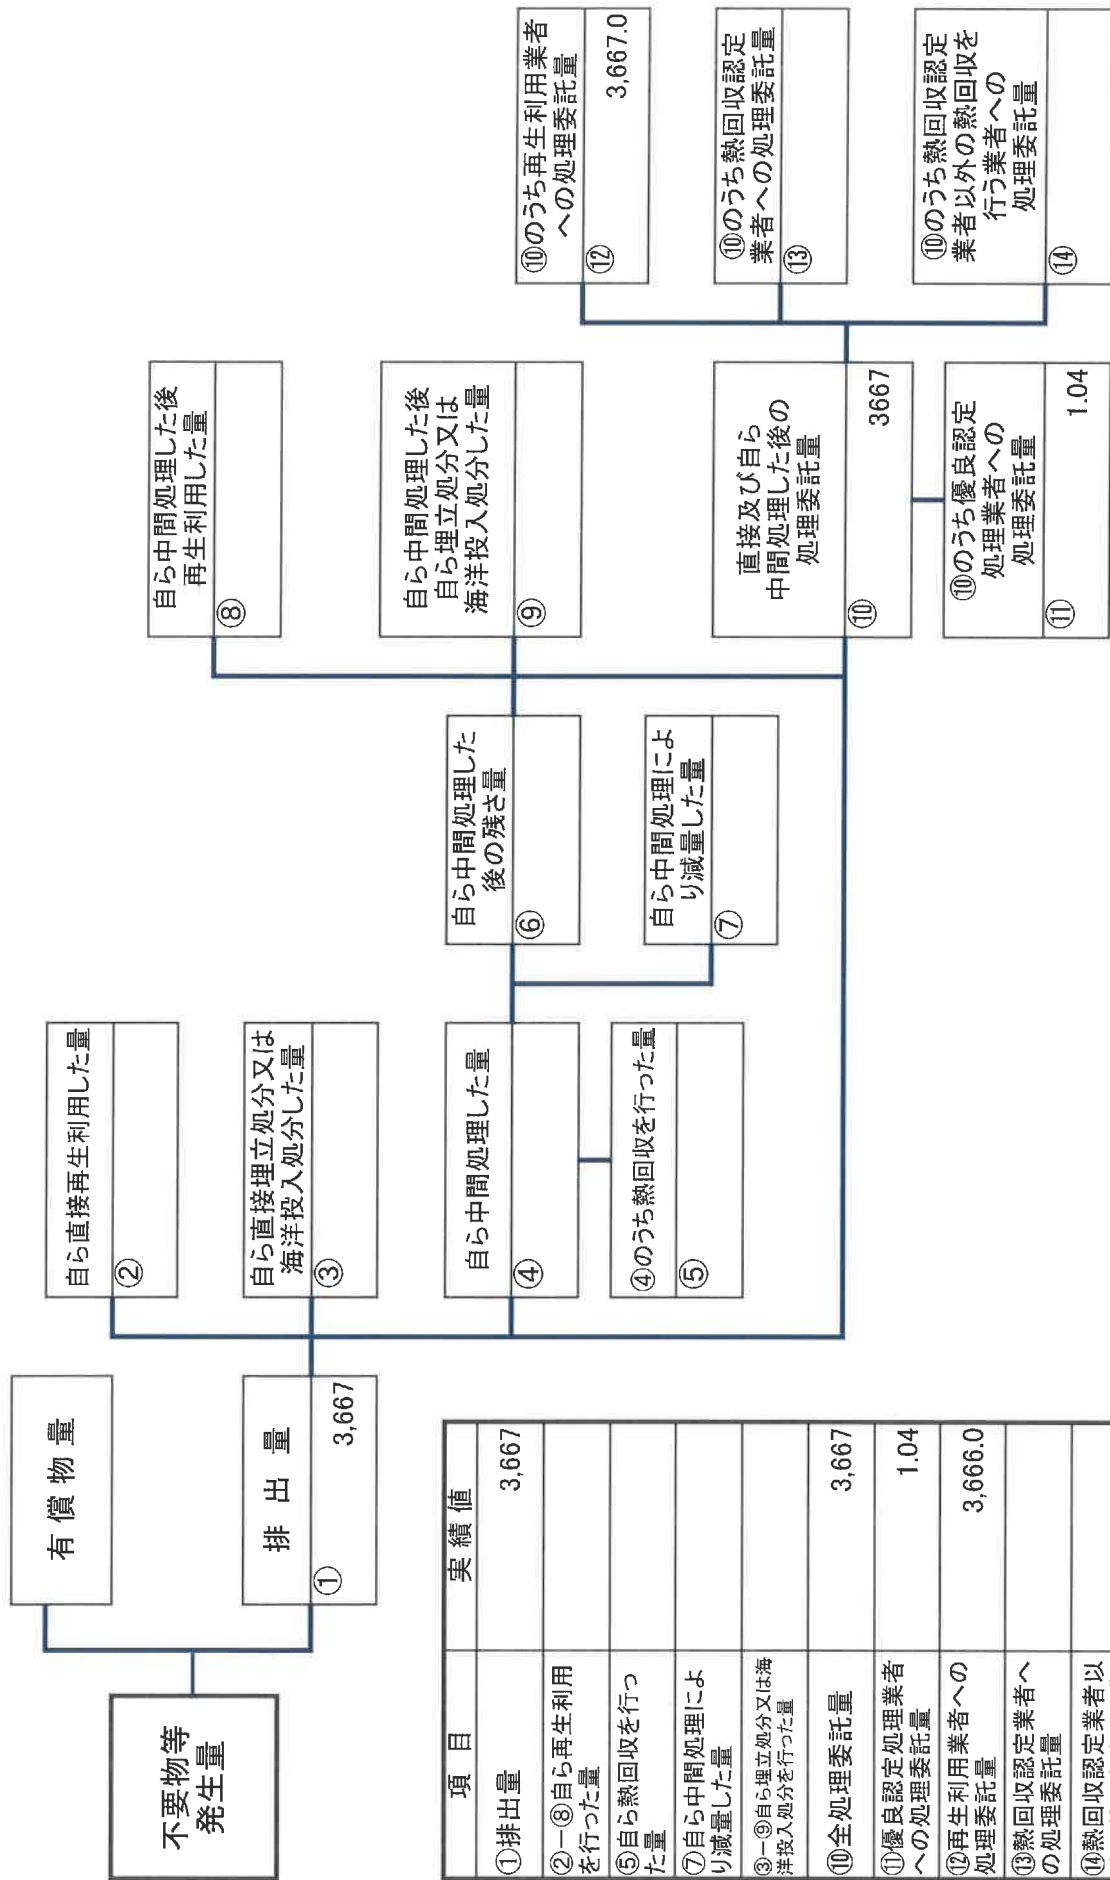 不要物等
発生量
有償物量
排出量
①
3,667
自ら直接再生利用した量
②
自ら直接埋立処分又は
海洋投入処分した量
③
自ら中間処理した量
④
④のうち熱回収を行った量
⑤
自ら中間処理した
後の残さ量
⑥
自ら中間処理によ
り減量した量
⑦
自ら中間処理した後
再生利用した量
⑧
自ら中間処理した後
自ら埋立処分又は
海洋投入処分した量
⑨
直接及び自ら
中間処理した後の
処理委託量
⑩
3667
⑩のうち優良認定
処理業者への
処理委託量
⑪
1.04
⑩のうち再生利用業者
への処理委託量
⑫
3,667.0
⑩のうち熱回収認定
業者への処理委託量
⑬
⑩のうち熱回収認定
業者以外の熱回収を
行う業者への
処理委託量
⑭
項目 実績値
①排出量 3,667
②ー⑧自ら再生利用
を行った量
⑤自ら熱回収を行っ
た量
⑦自ら中間処理によ
り減量した量
③ー⑨自ら埋立処分又は海
洋投入処分を行った量
⑩全処理委託量 3,667
⑪優良認定処理業者
への処理委託量 1.04
⑫再生利用業者への
処理委託量 3,666.0
⑬熱回収認定業者へ
の処理委託量
⑭熱回収認定業者以